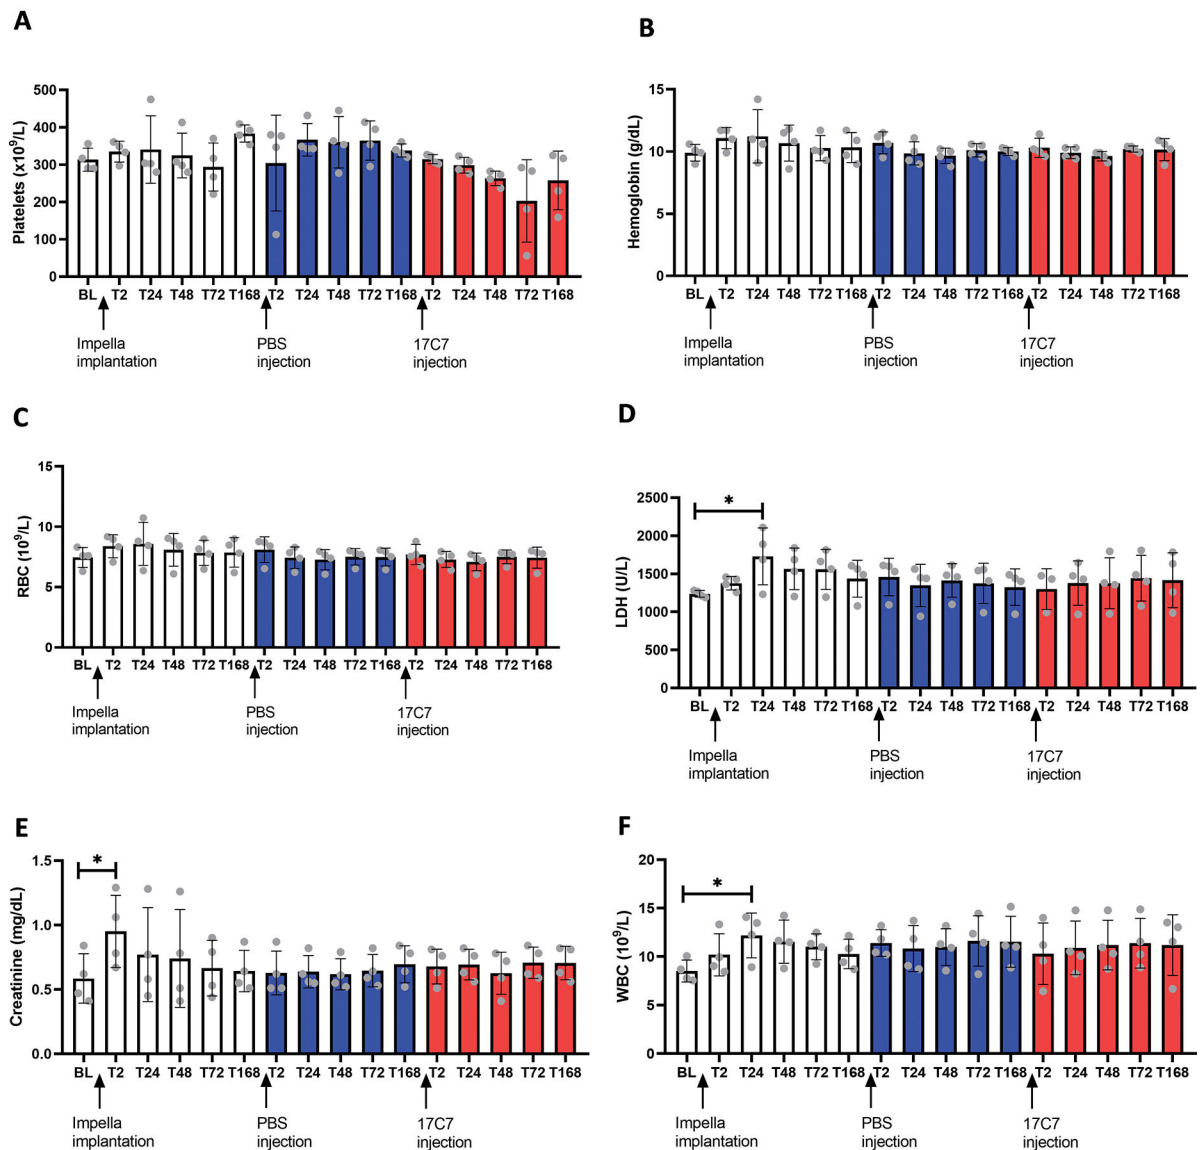 A
Platelets (x10⁹/L)
500
400
300
200
100
0
BL T2 T24 T48 T72 T168 T2 T24 T48 T72 T168 T2 T24 T48 T72 T168
Impella
implantation
PBS
injection
17C7
injection
B
Hemoglobin (g/dL)
15
10
5
0
BL T2 T24 T48 T72 T168 T2 T24 T48 T72 T168 T2 T24 T48 T72 T168
Impella
implantation
PBS
injection
17C7
injection
C
RBC (10⁹/L)
15
10
5
0
BL T2 T24 T48 T72 T168 T2 T24 T48 T72 T168 T2 T24 T48 T72 T168
Impella
implantation
PBS
injection
17C7
injection
D
LDH (U/L)
2500
2000
1500
1000
500
0
*
BL T2 T24 T48 T72 T168 T2 T24 T48 T72 T168 T2 T24 T48 T72 T168
Impella
implantation
PBS
injection
17C7
injection
E
Creatinine (mg/dL)
1.5
1.0
0.5
0.0
*
BL T2 T24 T48 T72 T168 T2 T24 T48 T72 T168 T2 T24 T48 T72 T168
Impella
implantation
PBS
injection
17C7
injection
F
WBC (10⁹/L)
20
15
10
5
0
*
BL T2 T24 T48 T72 T168 T2 T24 T48 T72 T168 T2 T24 T48 T72 T168
Impella
implantation
PBS
injection
17C7
injection